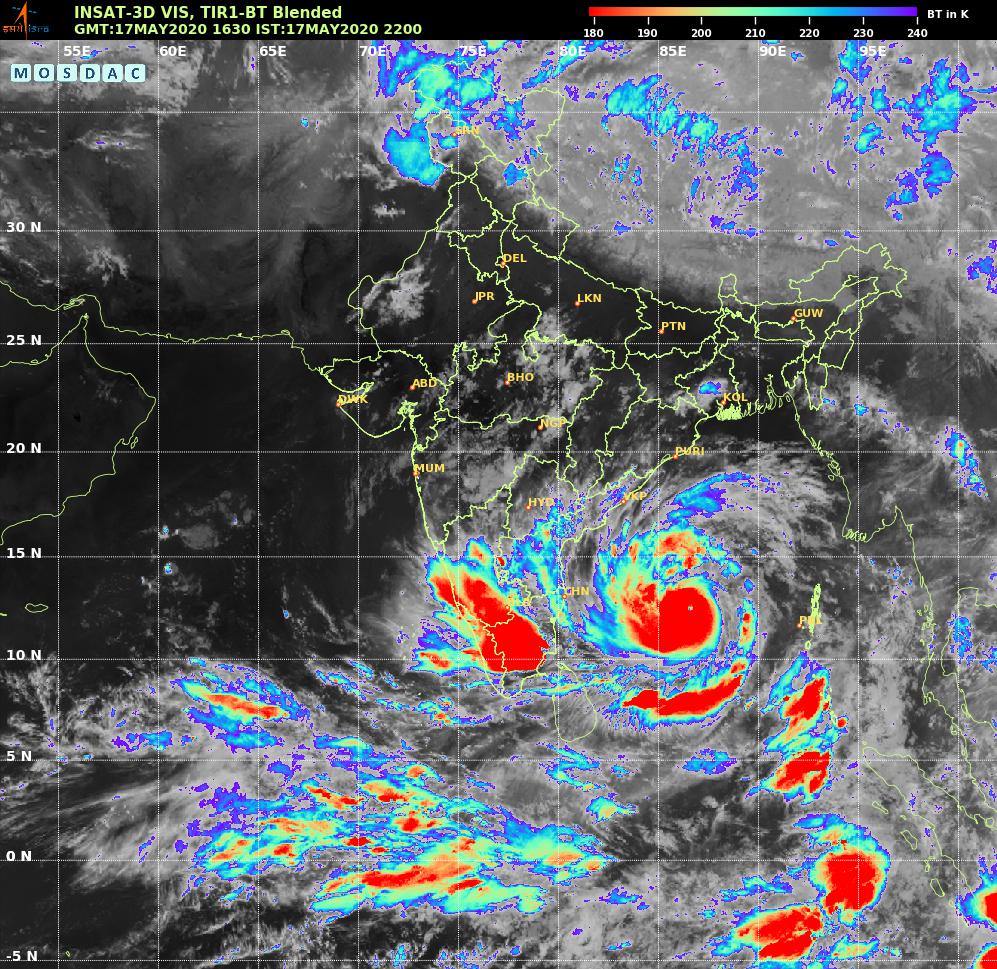 INSAT-3D VIS, TIR1-BT Blended
GMT:17MAY2020 1630 IST:17MAY2020 2200
BT in K
180 190 200 210 220 230 240
55E 60E 65E 70E 75E 80E 85E 90E 95E
M O S D A C
SRN
30 N
DEL
JPR
LKN
GUW
PTN
25 N
BHO
ABD
DWK
KOL
NGP
20 N
PURI
MUM
HYD
VKP
15 N
CHN
10 N
5 N
0 N
-5 N